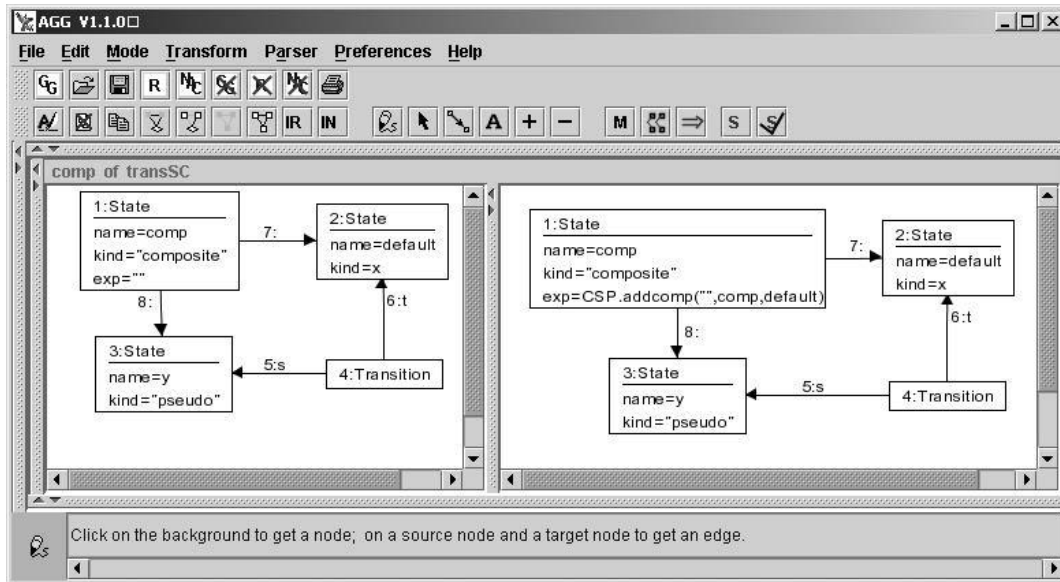 AGG V1.1.0□
File Edit Mode Transform Parser Preferences Help
GG R NAC
IR IN A + − M S S
comp of transSC
1:State
name=comp
kind="composite"
exp=""
7:
2:State
name=default
kind=x
8:
6:t
3:State
name=y
kind="pseudo"
5:s
4:Transition
1:State
name=comp
kind="composite"
exp=CSP.addcomp("",comp,default)
7:
2:State
name=default
kind=x
8:
6:t
3:State
name=y
kind="pseudo"
5:s
4:Transition
Click on the background to get a node; on a source node and a target node to get an edge.